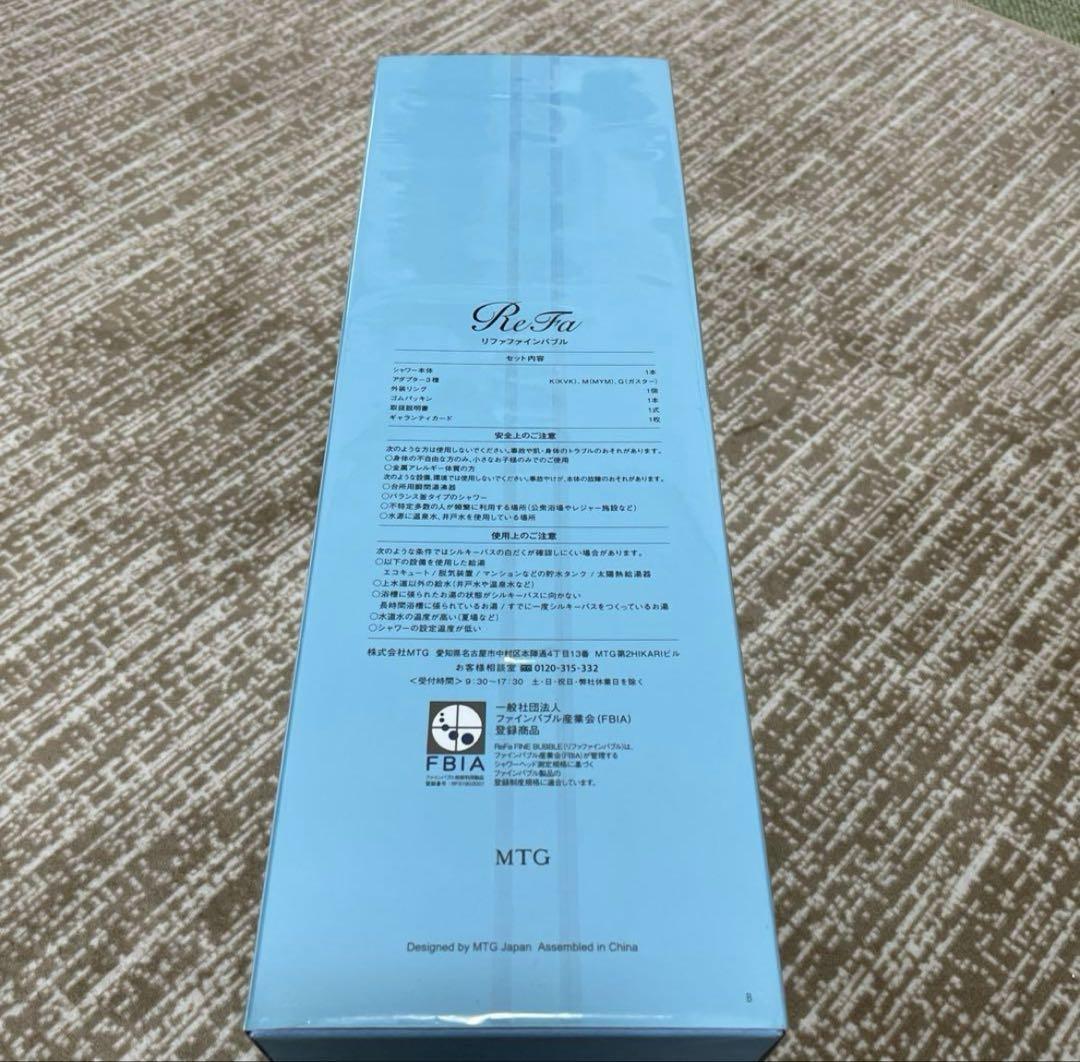 ReFa
リファファインバブル
セット内容
シャワー本体 1本
アダプター3種 K(KVK)、M(MYM)、G(ガスター)
外装リング 1個
ゴムパッキン 1本
取扱説明書 1式
ギャランティカード 1枚
安全上のご注意
次のような方は使用しないでください。事故や肌・身体のトラブルのおそれがあります。
○身体の不自由な方のみ、小さなお子様のみでのご使用
○金属アレルギー体質の方
次のような設備、環境では使用しないでください。事故やけが、本体の故障のおそれがあります。
○台所用瞬間湯沸器
○バランス釜タイプのシャワー
○不特定多数の人が頻繁に利用する場所(公衆浴場やレジャー施設など)
○水源に温泉水、井戸水を使用している場所
使用上のご注意
次のような条件ではシルキーバスの白だくが確認しにくい場合があります。
○以下の設備を使用した給湯
エコキュート / 脱気装置 / マンションなどの貯水タンク / 太陽熱給湯器
○上水道以外の給水(井戸水や温泉水など)
○浴槽に張られたお湯の状態がシルキーバスに向かない
長時間浴槽に張られているお湯 / すでに一度シルキーバスをつくっているお湯
○水道水の温度が高い(夏場など)
○シャワーの設定温度が低い
株式会社MTG 愛知県名古屋市中村区本陣通4丁目13番 MTG第2HIKARIビル
お客様相談室 0120-315-332
<受付時間> 9:30~17:30 土・日・祝日・弊社休業日を除く
一般社団法人
ファインバブル産業会(FBIA)
登録商品
ReFa FINE BUBBLE(リファファインバブル)は、
ファインバブル産業会(FBIA)が管理する
シャワーヘッド測定規格に基づく
ファインバブル製品の
登録制度規格に適合しています。
FBIA
登録番号:
MTG
Designed by MTG Japan Assembled in China
B